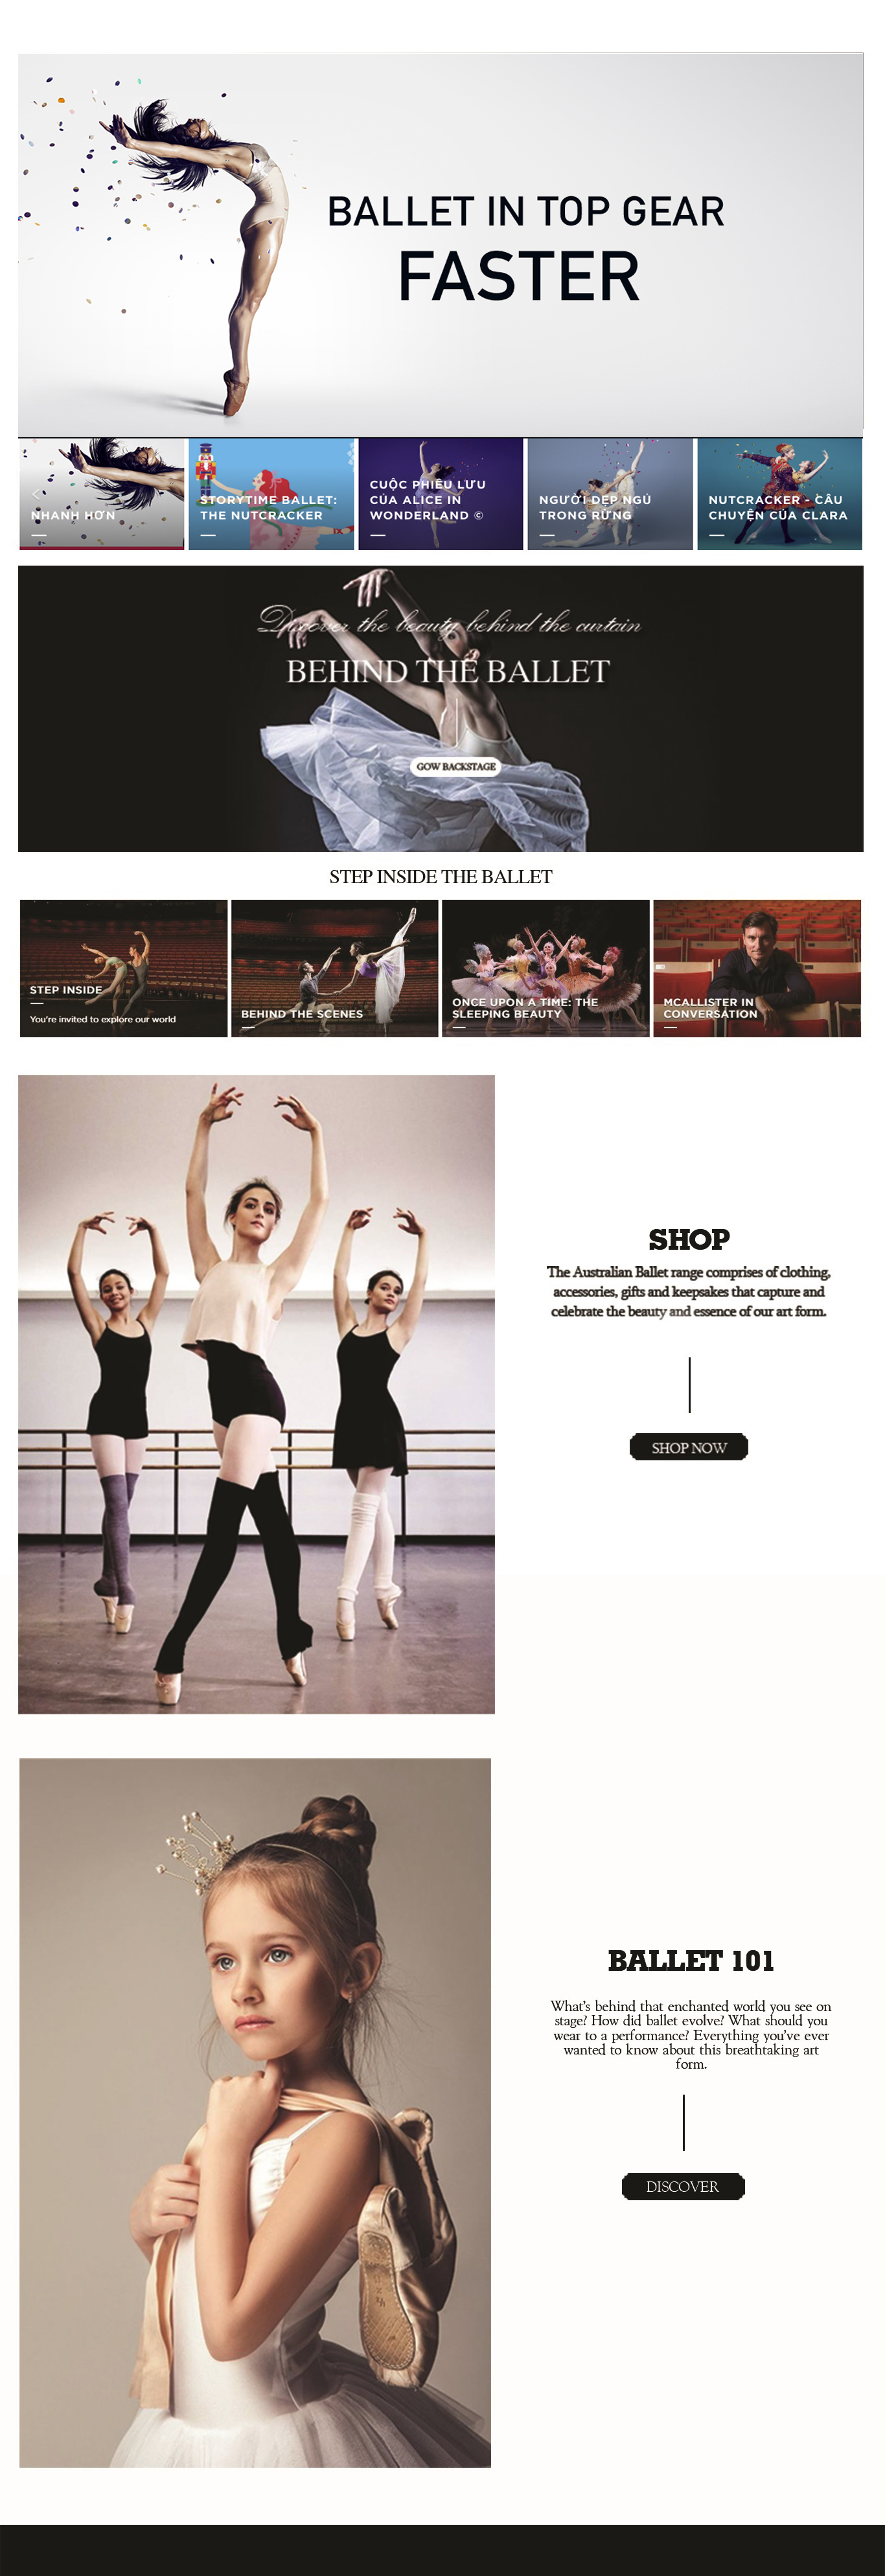 BALLET IN TOP GEAR
FASTER
NHANH HƠN
STORYTIME BALLET:
THE NUTCRACKER
CUỘC PHIÊU LƯU
CỦA ALICE IN
WONDERLAND ©
NGƯỜI ĐẸP NGỦ
TRONG RỪNG
NUTCRACKER - CÂU
CHUYỆN CỦA CLARA
Discover the beauty behind the curtain
BEHIND THE BALLET
GOW BACKSTAGE
STEP INSIDE THE BALLET
STEP INSIDE
You're invited to explore our world
BEHIND THE SCENES
ONCE UPON A TIME: THE
SLEEPING BEAUTY
MCALLISTER IN
CONVERSATION
SHOP
The Australian Ballet range comprises of clothing,
accessories, gifts and keepsakes that capture and
celebrate the beauty and essence of our art form.
SHOP NOW
BALLET 101
What's behind that enchanted world you see on
stage? How did ballet evolve? What should you
wear to a performance? Everything you've ever
wanted to know about this breathtaking art
form.
DISCOVER